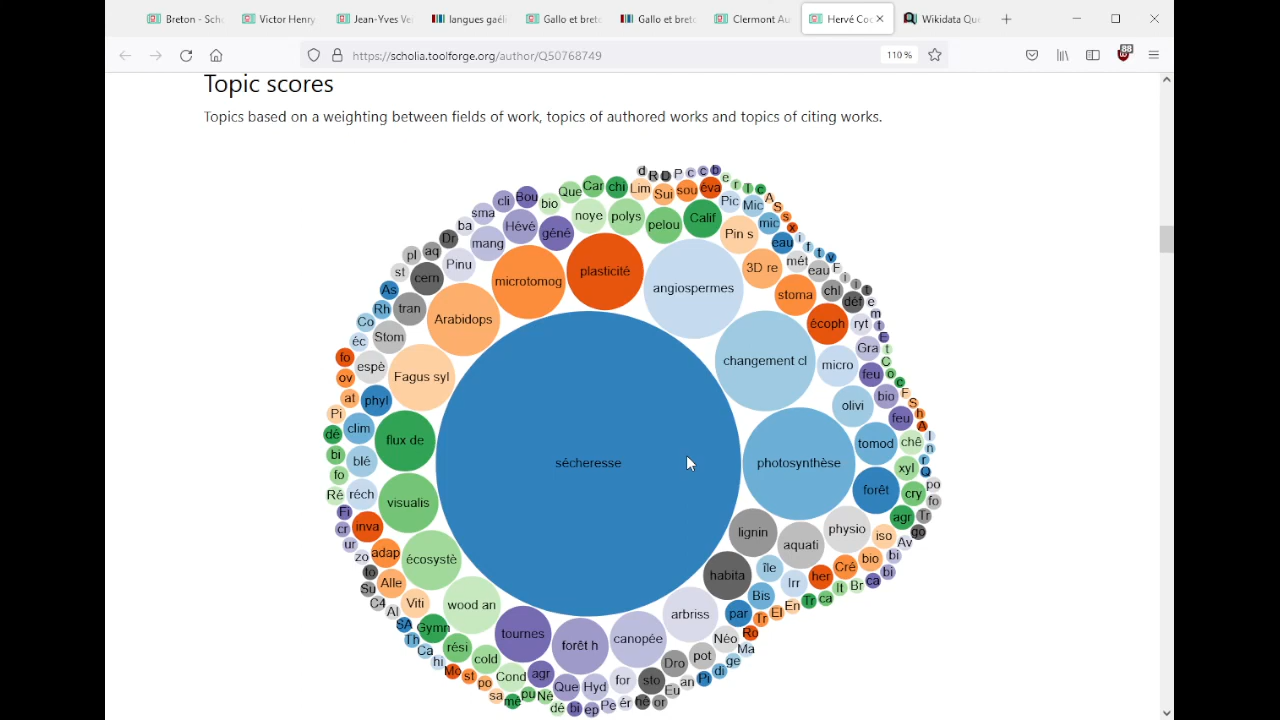 Breton - Sch
Victor Henry
Jean-Yves Ve
langues gaéli
Gallo et bret
Gallo et bret
Clermont Au
Hervé Coc
Wikidata Qu
https://scholia.toolforge.org/author/Q50768749
110 %
88
Topic scores
Topics based on a weighting between fields of work, topics of authored works and topics of citing works.
d R D P c c b
cli Bou bio Que Car chi Lim Sui sou éva
sma Hévé géné noye polys pelou Calif Pic Mic
ba mang Pin s mic
Dr Pinu eau
pl aq microtomog plasticité 3D re mét eau F
st cern angiospermes stoma chl
As tran Arabidops déf
Rh écoph ryt
Co Stom
éc Gra
fo espè changement cl micro feu
ov Fagus syl bio
at phyl olivi feu
Pi clim flux de tomod chê
dé blé sécheresse photosynthèse xyl
bi réch forêt cry po
fo visualis agr fo
Ré inva lignin physio Tr
Fi adap écosystè aquati iso go
cr habita île bio Av
ur Alle Irr her Cré bi
zo Viti wood an Bis It Br ca bi
fo arbriss par En Tr ca
Su tournes forêt h canopée Tr El
C4 Al Gymn Néo Ro
SA rési Ma
Th cold pot ge
Ca Cond agr Dro di
hi Que Hyd for sto an Pi
Mo st po Eu
sa me pu Né dé bi ep Pe ér hé or